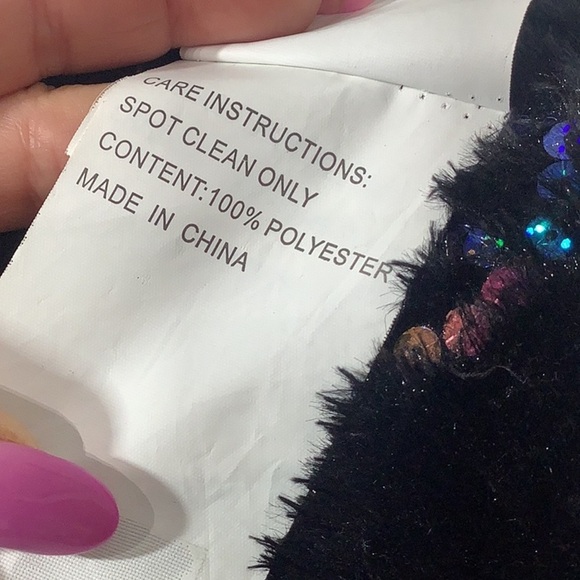 CARE INSTRUCTIONS:
SPOT CLEAN ONLY
CONTENT:100% POLYESTER
MADE IN CHINA